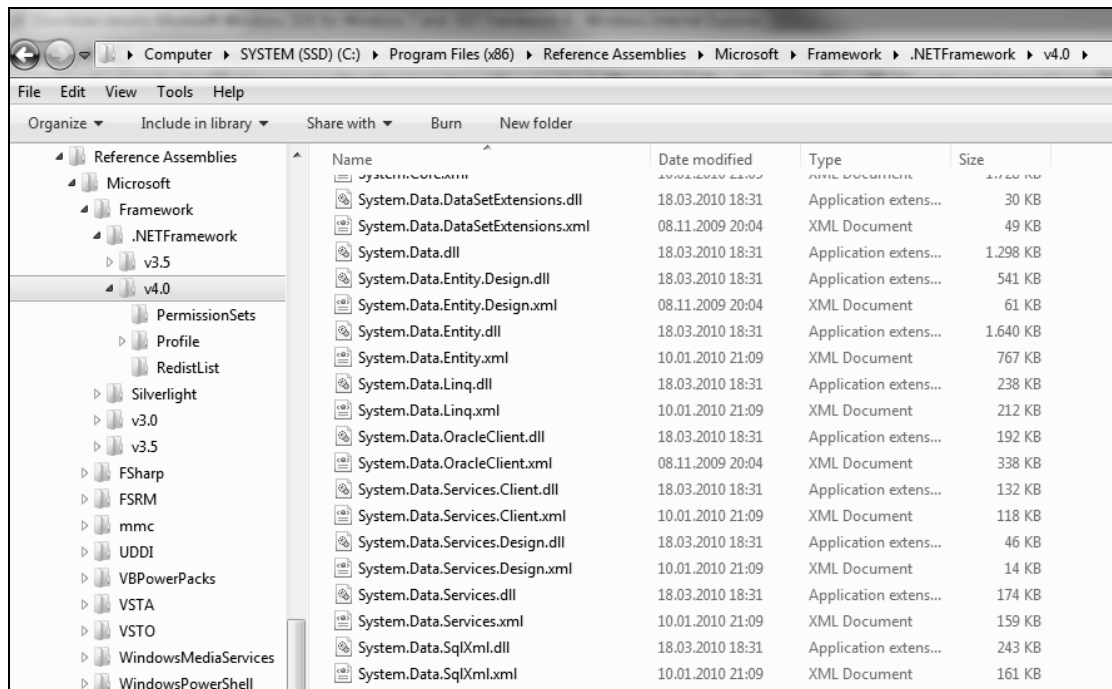 Computer ▸ SYSTEM (SSD) (C:) ▸ Program Files (x86) ▸ Reference Assemblies ▸ Microsoft ▸ Framework ▸ .NETFramework ▸ v4.0 ▸
File Edit View Tools Help
Organize ▼ Include in library ▼ Share with ▼ Burn New folder
Reference Assemblies
Microsoft
Framework
.NETFramework
v3.5
v4.0
PermissionSets
Profile
RedistList
Silverlight
v3.0
v3.5
FSharp
FSRM
mmc
UDDI
VBPowerPacks
VSTA
VSTO
WindowsMediaServices
WindowsPowerShell
Name Date modified Type Size
System.Core.xml 10.01.2010 21:09 XML Document 1.728 KB
System.Data.DataSetExtensions.dll 18.03.2010 18:31 Application extens... 30 KB
System.Data.DataSetExtensions.xml 08.11.2009 20:04 XML Document 49 KB
System.Data.dll 18.03.2010 18:31 Application extens... 1.298 KB
System.Data.Entity.Design.dll 18.03.2010 18:31 Application extens... 541 KB
System.Data.Entity.Design.xml 08.11.2009 20:04 XML Document 61 KB
System.Data.Entity.dll 18.03.2010 18:31 Application extens... 1.640 KB
System.Data.Entity.xml 10.01.2010 21:09 XML Document 767 KB
System.Data.Linq.dll 18.03.2010 18:31 Application extens... 238 KB
System.Data.Linq.xml 10.01.2010 21:09 XML Document 212 KB
System.Data.OracleClient.dll 18.03.2010 18:31 Application extens... 192 KB
System.Data.OracleClient.xml 08.11.2009 20:04 XML Document 338 KB
System.Data.Services.Client.dll 18.03.2010 18:31 Application extens... 132 KB
System.Data.Services.Client.xml 10.01.2010 21:09 XML Document 118 KB
System.Data.Services.Design.dll 18.03.2010 18:31 Application extens... 46 KB
System.Data.Services.Design.xml 10.01.2010 21:09 XML Document 14 KB
System.Data.Services.dll 18.03.2010 18:31 Application extens... 174 KB
System.Data.Services.xml 10.01.2010 21:09 XML Document 159 KB
System.Data.SqlXml.dll 18.03.2010 18:31 Application extens... 243 KB
System.Data.SqlXml.xml 10.01.2010 21:09 XML Document 161 KB